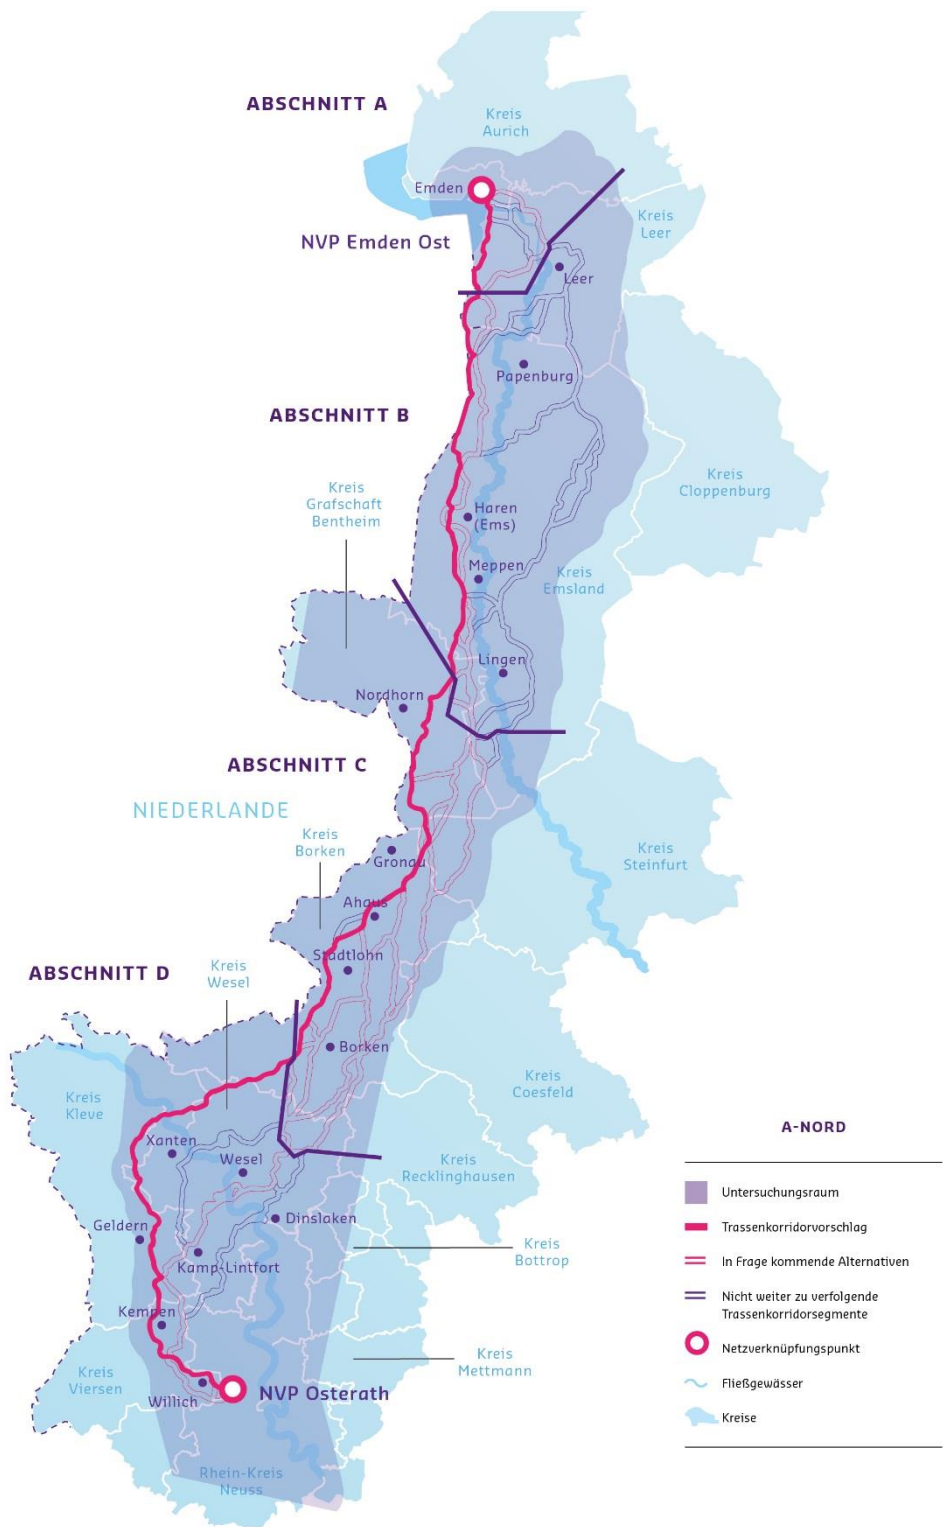 ABSCHNITT A
Kreis
Aurich
Emden
Kreis
Leer
NVP Emden Ost
Leer
Papenburg
ABSCHNITT B
Kreis
Cloppenburg
Kreis
Grafschaft
Bentheim
Haren
(Ems)
Meppen
Kreis
Emsland
Lingen
Nordhorn
ABSCHNITT C
NIEDERLANDE
Kreis
Borken
Gronau
Kreis
Steinfurt
Ahaus
Stadtlohn
ABSCHNITT D
Kreis
Wesel
Borken
Kreis
Coesfeld
Kreis
Kleve
Xanten
Wesel
Kreis
Recklinghausen
Geldern
Dinslaken
Kamp-Lintfort
Kreis
Bottrop
Kempen
Kreis
Mettmann
Kreis
Viersen
Willich
NVP Osterath
Rhein-Kreis
Neuss
A-NORD
Untersuchungsraum
Trassenkorridorvorschlag
In Frage kommende Alternativen
Nicht weiter zu verfolgende
Trassenkorridorsegmente
Netzverknüpfungspunkt
Fließgewässer
Kreise